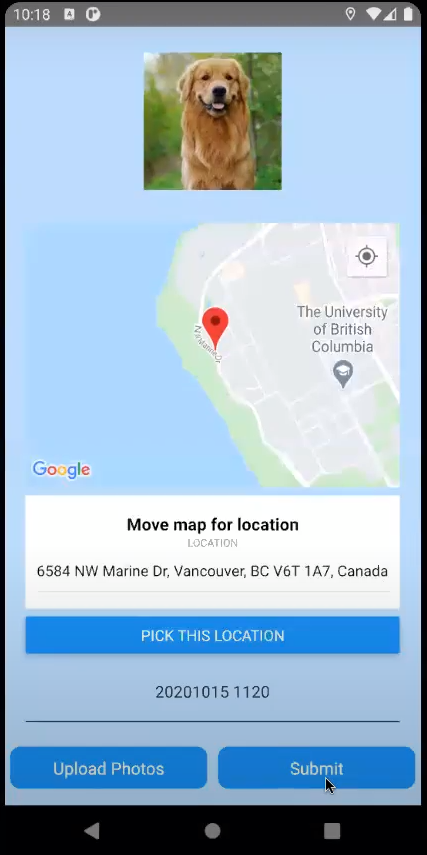 10:18
The University
of British
Columbia
NW Marine Dr
Google
Move map for location
LOCATION
6584 NW Marine Dr, Vancouver, BC V6T 1A7, Canada
PICK THIS LOCATION
20201015 1120
Upload Photos
Submit